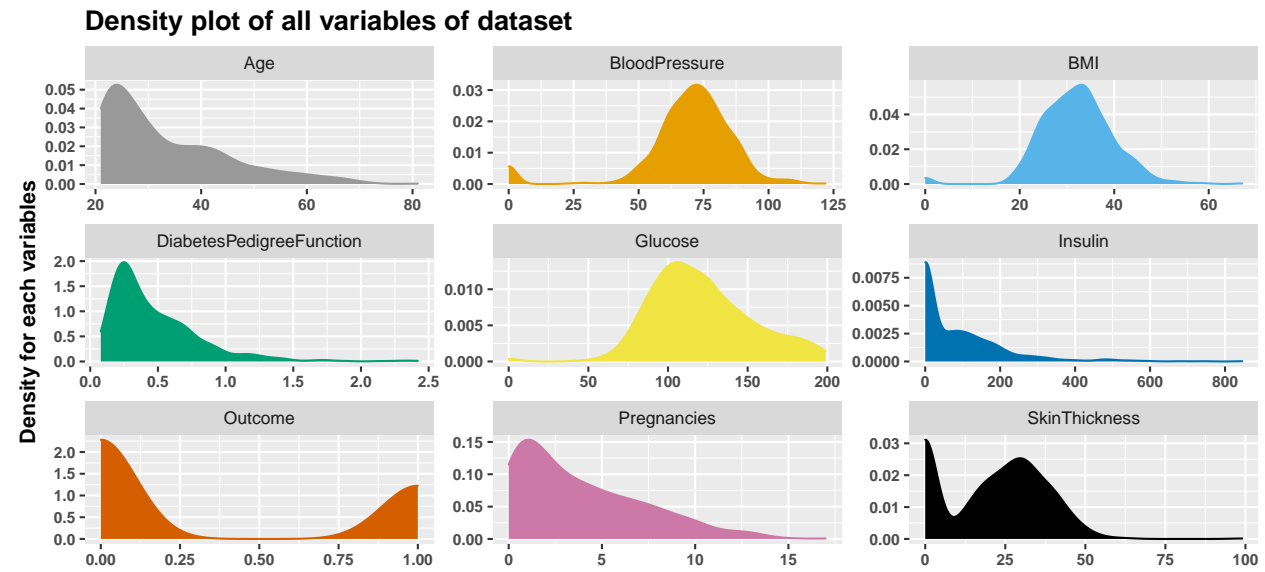 Density plot of all variables of dataset
Density for each variables
Age
0.05
0.04
0.03
0.02
0.01
0.00
20 40 60 80
BloodPressure
0.03
0.02
0.01
0.00
0 25 50 75 100 125
BMI
0.04
0.02
0.00
0 20 40 60
DiabetesPedigreeFunction
2.0
1.5
1.0
0.5
0.0
0.0 0.5 1.0 1.5 2.0 2.5
Glucose
0.010
0.005
0.000
0 50 100 150 200
Insulin
0.0075
0.0050
0.0025
0.0000
0 200 400 600 800
Outcome
2.0
1.5
1.0
0.5
0.0
0.00 0.25 0.50 0.75 1.00
Pregnancies
0.15
0.10
0.05
0.00
0 5 10 15
SkinThickness
0.03
0.02
0.01
0.00
0 25 50 75 100